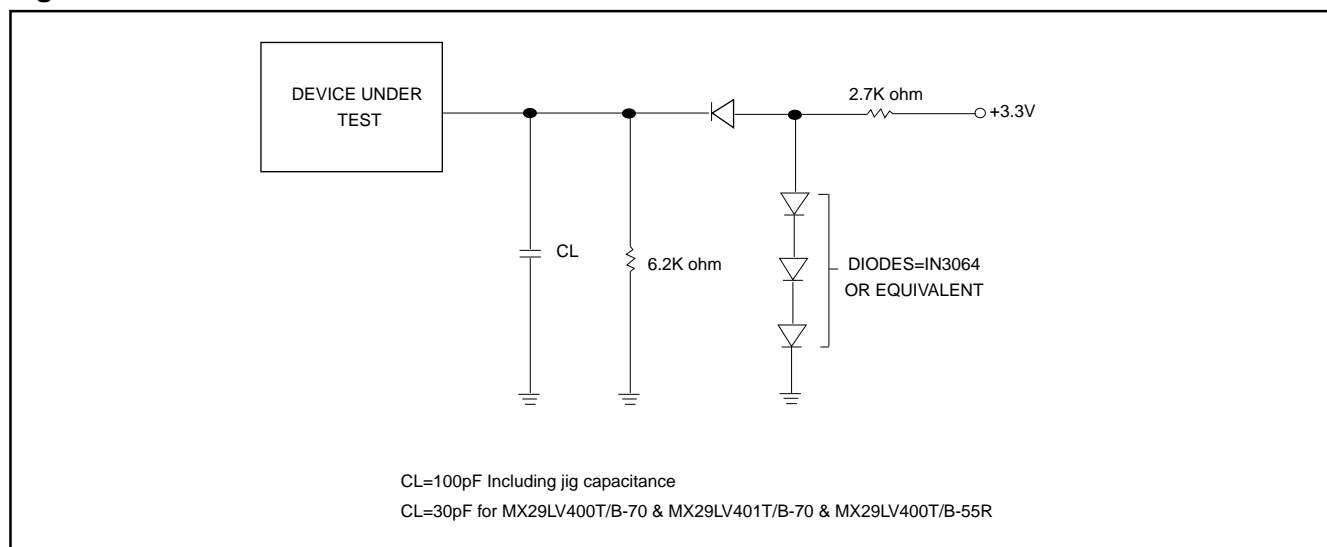 DEVICE UNDER
TEST
2.7K ohm
+3.3V
CL
6.2K ohm
DIODES=IN3064
OR EQUIVALENT
CL=100pF Including jig capacitance
CL=30pF for MX29LV400T/B-70 & MX29LV401T/B-70 & MX29LV400T/B-55R